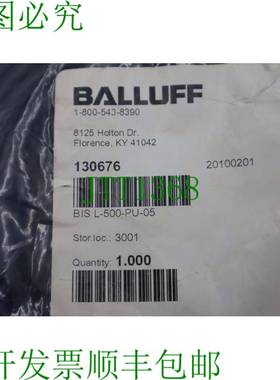 图必究
BALLUFF
1-800-543-8390
8125 Holton Dr.
Florence, KY 41042
130676
20100201
BIS L-500-PU-05
Stor.loc.: 3001
Quantity: 1.000
开发票顺丰包邮